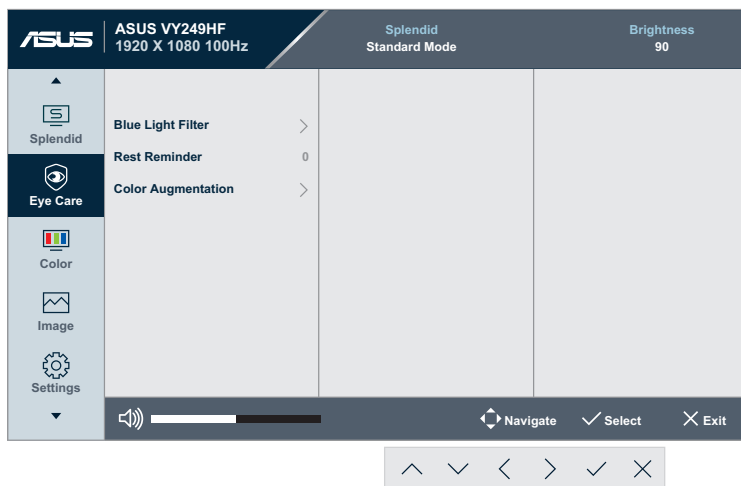 ASUS
ASUS VY249HF
1920 X 1080 100Hz
Splendid
Standard Mode
Brightness
90
Splendid
Eye Care
Color
Image
Settings
Blue Light Filter
Rest Reminder 0
Color Augmentation
Navigate Select Exit